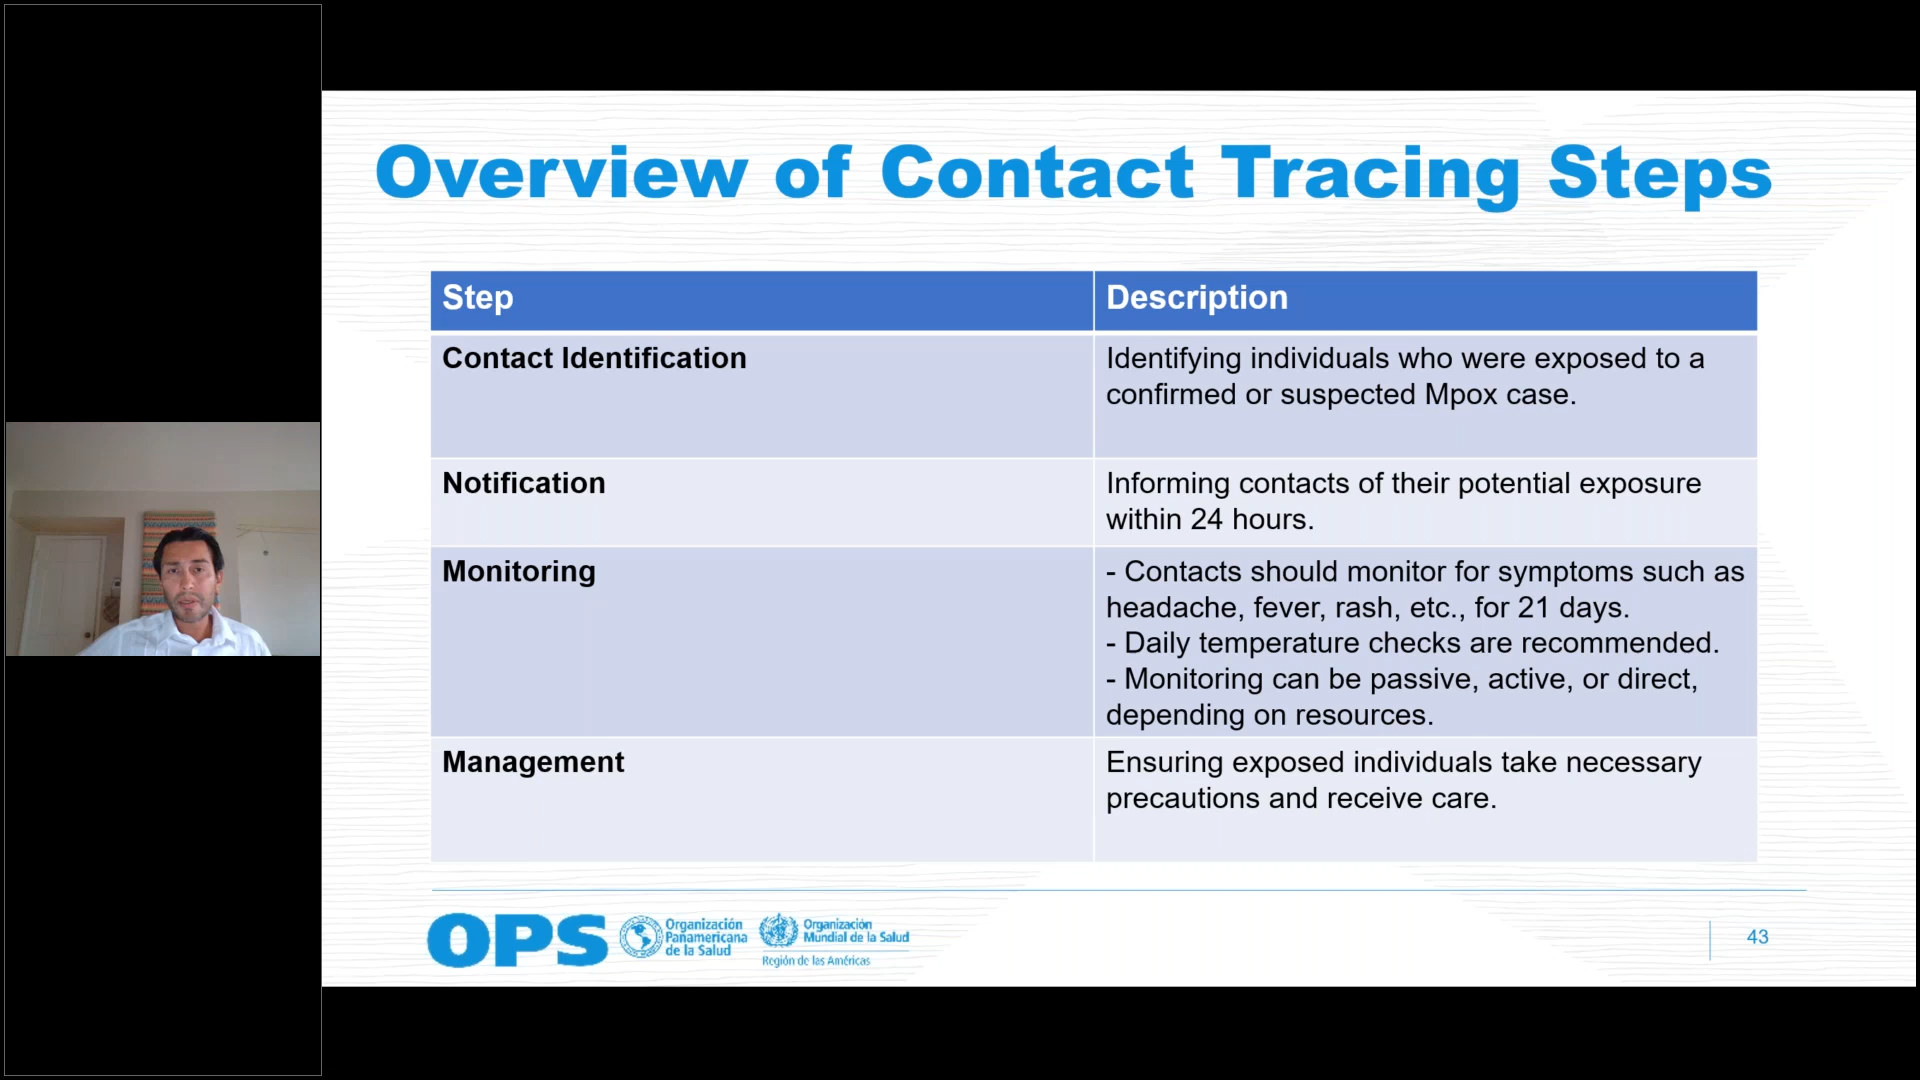 Overview of Contact Tracing Steps
Step
Description
Contact Identification
Identifying individuals who were exposed to a
confirmed or suspected Mpox case.
Notification
Informing contacts of their potential exposure
within 24 hours.
Monitoring
- Contacts should monitor for symptoms such as
headache, fever, rash, etc., for 21 days.
- Daily temperature checks are recommended.
- Monitoring can be passive, active, or direct,
depending on resources.
Management
Ensuring exposed individuals take necessary
precautions and receive care.
OPS
Organización
Panamericana
de la Salud
Organización
Mundial de la Salud
Región de las Américas
43